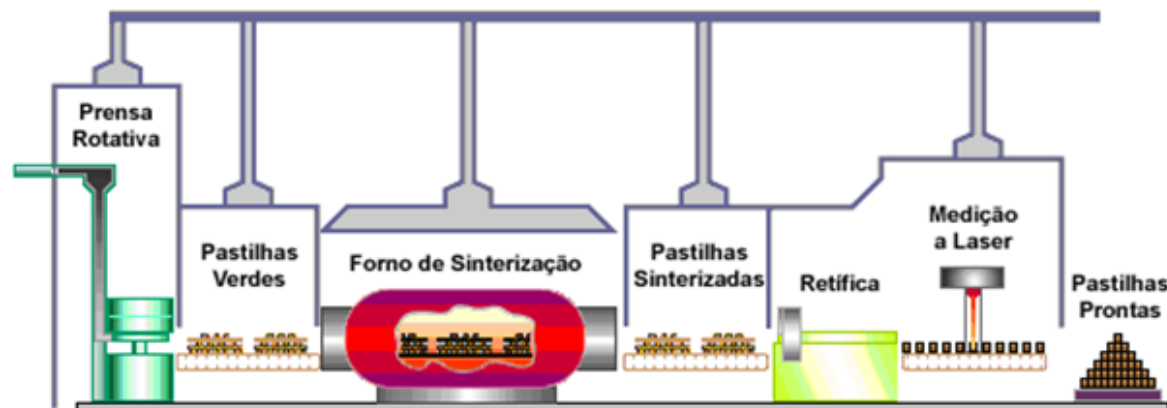 Prensa
Rotativa
Pastilhas
Verdes
Forno de Sinterização
Pastilhas
Sinterizadas
Retífica
Medição
a Laser
Pastilhas
Prontas